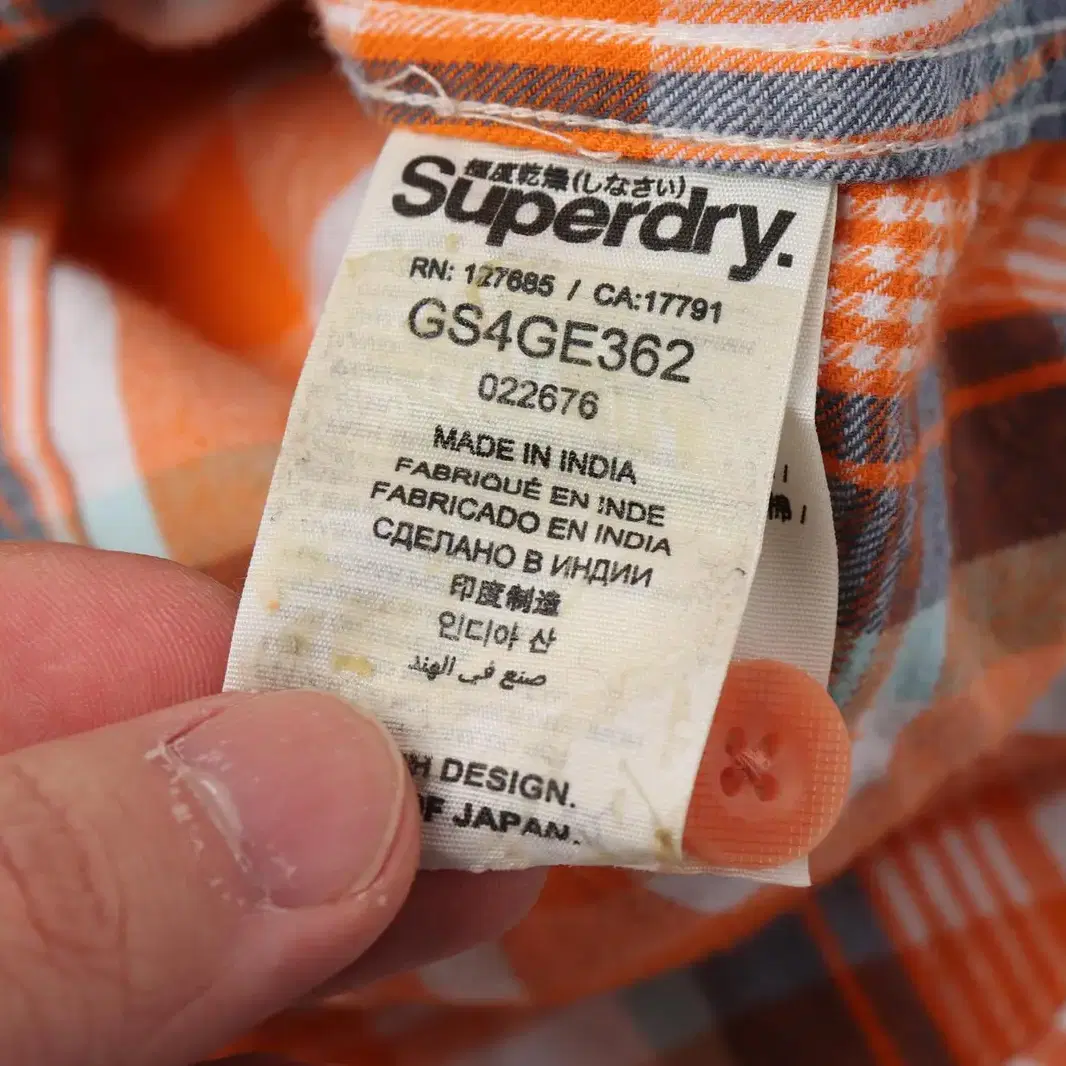 極度乾燥(しなさい)
Superdry.
RN: 127685 / CA:17791
GS4GE362
022676
MADE IN INDIA
FABRIQUÉ EN INDE
FABRICADO EN INDIA
СДЕЛАНО В ИНДИИ
印度制造
인디아 산
صنع في الهند
DESIGN.
OF JAPAN.